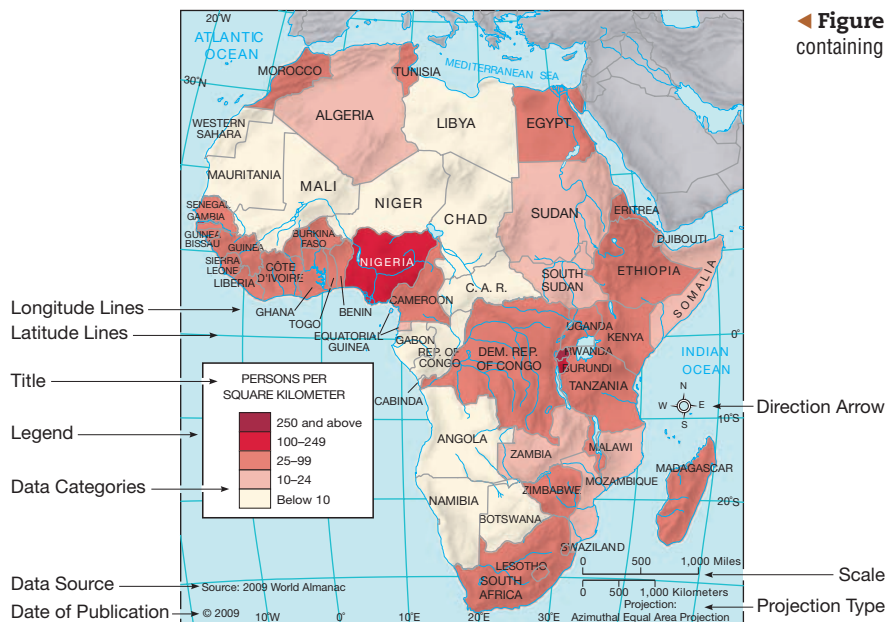 ◀ Figure
containing
20°W
ATLANTIC
OCEAN
MEDITERRANEAN SEA
30°N
MOROCCO
TUNISIA
ALGERIA
LIBYA
EGYPT
WESTERN
SAHARA
MAURITANIA
MALI
NIGER
CHAD
SUDAN
ERITREA
SENEGAL
GAMBIA
GUINEA
BISSAU
GUINEA
BURKINA
FASO
DJIBOUTI
SIERRA
LEONE
LIBERIA
CÔTE
D'IVOIRE
NIGERIA
ETHIOPIA
SOMALIA
C. A. R.
SOUTH
SUDAN
GHANA
TOGO
BENIN
CAMEROON
EQUATORIAL
GUINEA
GABON
REP. OF
CONGO
DEM. REP.
OF CONGO
UGANDA
KENYA
RWANDA
BURUNDI
TANZANIA
0°
INDIAN
OCEAN
CABINDA
N
W
E
S
10°S
ANGOLA
ZAMBIA
MALAWI
MOZAMBIQUE
MADAGASCAR
ZIMBABWE
NAMIBIA
BOTSWANA
20°S
SWAZILAND
LESOTHO
SOUTH
AFRICA
Longitude Lines
Latitude Lines
Title
PERSONS PER
SQUARE KILOMETER
Legend
250 and above
100–249
25–99
10–24
Below 10
Data Categories
Direction Arrow
0 500 1,000 Miles
0 500 1,000 Kilometers
Scale
Data Source
Source: 2009 World Almanac
Date of Publication
© 2009
10°W
0°
10°E
20°E
30°E
Projection:
Azimuthal Equal Area Projection
Projection Type